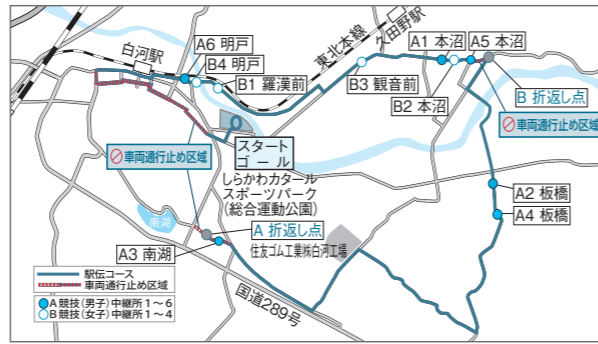 白河駅
A6 明戸
B4 明戸
B1 羅漢前
東北本線
久田野駅
B3 観音前
A1 本沼
A5 本沼
B2 本沼
B 折返し点
車両通行止め区域
車両通行止め区域
スタート
ゴール
しらかわカタール
スポーツパーク
(総合運動公園)
A2 板橋
A4 板橋
南湖
A 折返し点
A3 南湖
住友ゴム工業㈱白河工場
国道289号
駅伝コース
車両通行止め区域
A競技(男子)中継所1~6
B競技(女子)中継所1~4